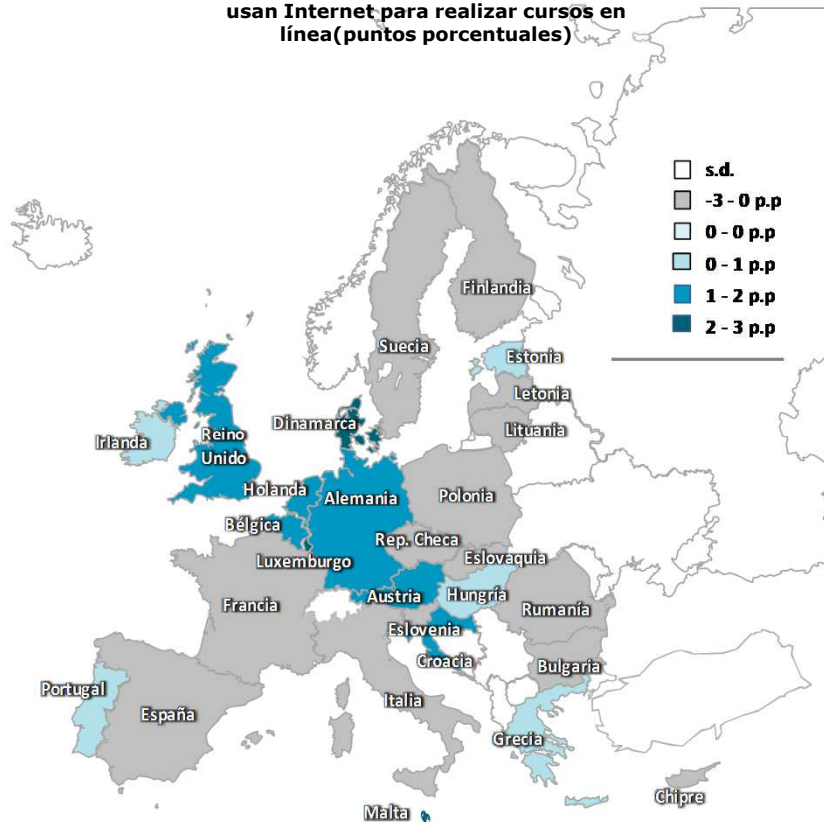 usan Internet para realizar cursos en
línea(puntos porcentuales)
s.d.
-3 - 0 p.p
0 - 0 p.p
0 - 1 p.p
1 - 2 p.p
2 - 3 p.p
Finlandia
Suecia
Estonia
Letonia
Dinamarca
Lituania
Irlanda
Reino
Unido
Holanda
Alemania
Polonia
Bélgica
Rep. Checa
Luxemburgo
Eslovaquia
Francia
Austria
Hungría
Rumanía
Eslovenia
Croacia
Bulgaria
Portugal
España
Italia
Grecia
Chipre
Malta